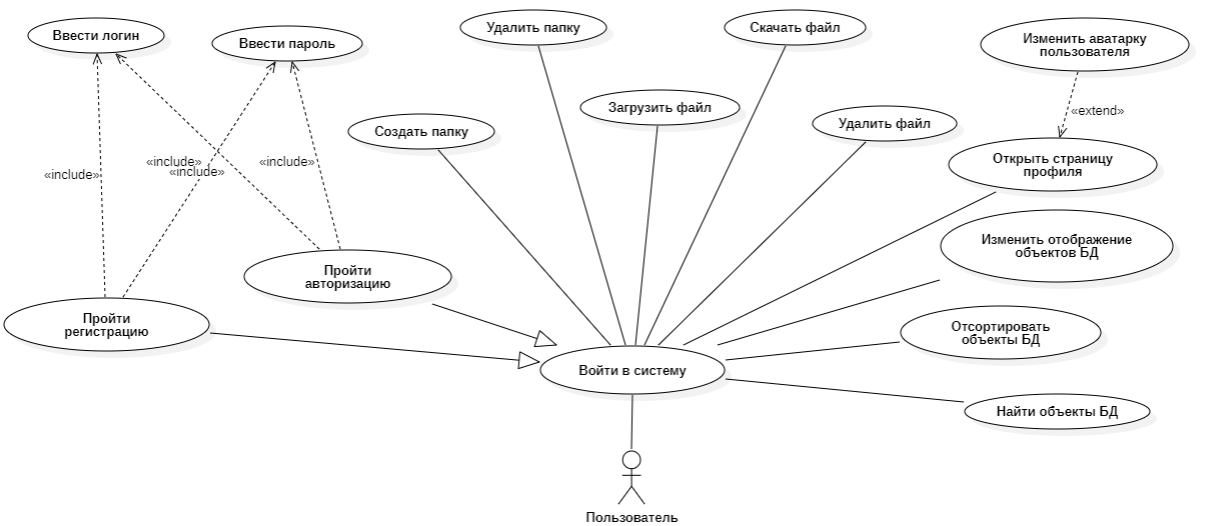 Ввести логин
Ввести пароль
Удалить папку
Скачать файл
Изменить аватарку
пользователя
Создать папку
Загрузить файл
Удалить файл
«extend»
Открыть страницу
профиля
«include»
«include»
«include»
«include»
Изменить отображение
объектов БД
Пройти
авторизацию
Пройти
регистрацию
Отсортировать
объекты БД
Войти в систему
Найти объекты БД
Пользователь